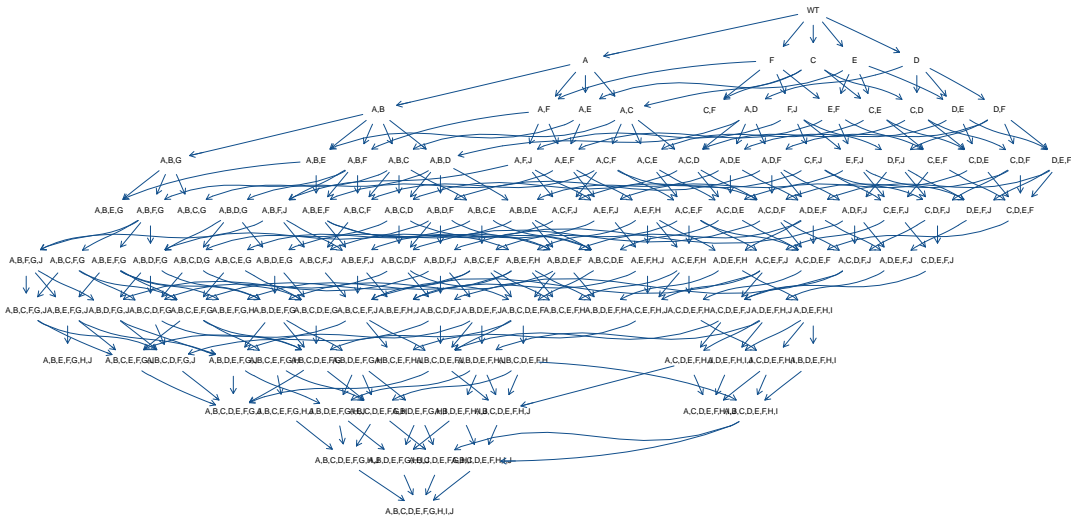 WT
A F C E D
A,B A,F A,E A,C C,F A,D F,J E,F C,E C,D D,E D,F
A,B,G A,B,E A,B,F A,B,C A,B,D A,F,J A,E,F A,C,F A,C,E A,C,D A,D,E A,D,F C,F,J E,F,J D,F,J C,E,F C,D,E C,D,F D,E,F
A,B,E,G A,B,F,G A,B,C,G A,B,D,G A,B,F,J A,B,E,F A,B,C,F A,B,C,D A,B,D,F A,B,C,E A,B,D,E A,C,F,J A,E,F,J A,E,F,H A,C,E,F A,C,D,E A,C,D,F A,D,E,F A,D,F,J C,E,F,J C,D,F,J D,E,F,J C,D,E,F
A,B,F,G,J A,B,C,F,G A,B,E,F,G A,B,D,F,G A,B,C,D,G A,B,C,E,G A,B,D,E,G A,B,C,F,J A,B,E,F,J A,B,C,D,F A,B,D,F,J A,B,C,E,F A,B,E,F,H A,B,D,E,F A,B,C,D,E A,E,F,H,J A,C,E,F,H A,D,E,F,H A,C,E,F,J A,C,D,E,F A,C,D,F,J A,D,E,F,J C,D,E,F,J
A,B,C,F,G,J A,B,E,F,G,J A,B,D,F,G,J A,B,C,D,F,G A,B,C,E,F,G A,B,E,F,G,H A,B,D,E,F,G A,B,C,D,E,G A,B,C,E,F,J A,B,E,F,H,J A,B,C,D,F,J A,B,D,E,F,J A,B,C,D,E,F A,B,C,E,F,H A,B,D,E,F,H A,C,E,F,H,J A,C,D,E,F,H A,C,D,E,F,J A,D,E,F,H,J A,D,E,F,H,I
A,B,E,F,G,H,J A,B,C,E,F,G,J A,B,C,D,F,G,J A,B,D,E,F,G,J A,B,C,E,F,G,H A,B,C,D,E,F,G A,B,D,E,F,G,H A,B,C,E,F,H,J A,B,C,D,E,F,J A,B,D,E,F,H,J A,B,C,D,E,F,H A,C,D,E,F,H,J A,D,E,F,H,I,J A,C,D,E,F,H,I A,B,D,E,F,H,I
A,B,C,D,E,F,G,J A,B,C,E,F,G,H,J A,B,D,E,F,G,H,J A,B,C,D,E,F,G,H A,B,D,E,F,G,H,I A,B,D,E,F,H,I,J A,B,C,D,E,F,H,J A,C,D,E,F,H,I,J A,B,C,D,E,F,H,I
A,B,C,D,E,F,G,H,J A,B,D,E,F,G,H,I,J A,B,C,D,E,F,G,H,I A,B,C,D,E,F,H,I,J
A,B,C,D,E,F,G,H,I,J